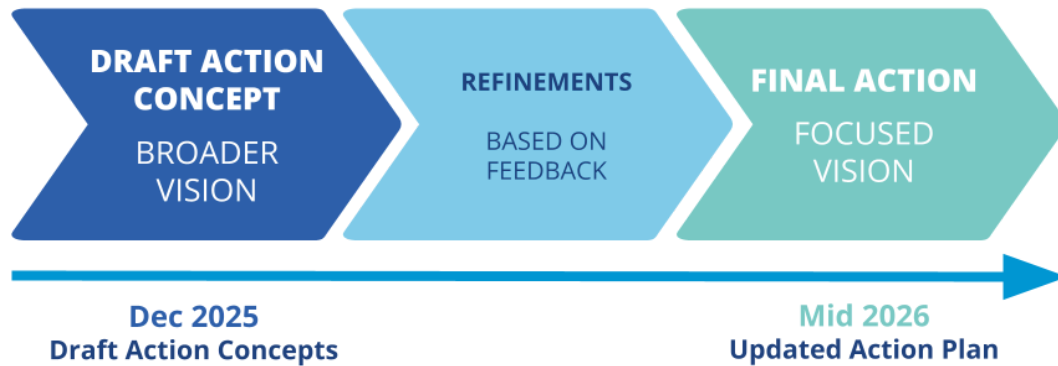 DRAFT ACTION
CONCEPT
BROADER
VISION
REFINEMENTS
BASED ON
FEEDBACK
FINAL ACTION
FOCUSED
VISION
Dec 2025
Draft Action Concepts
Mid 2026
Updated Action Plan